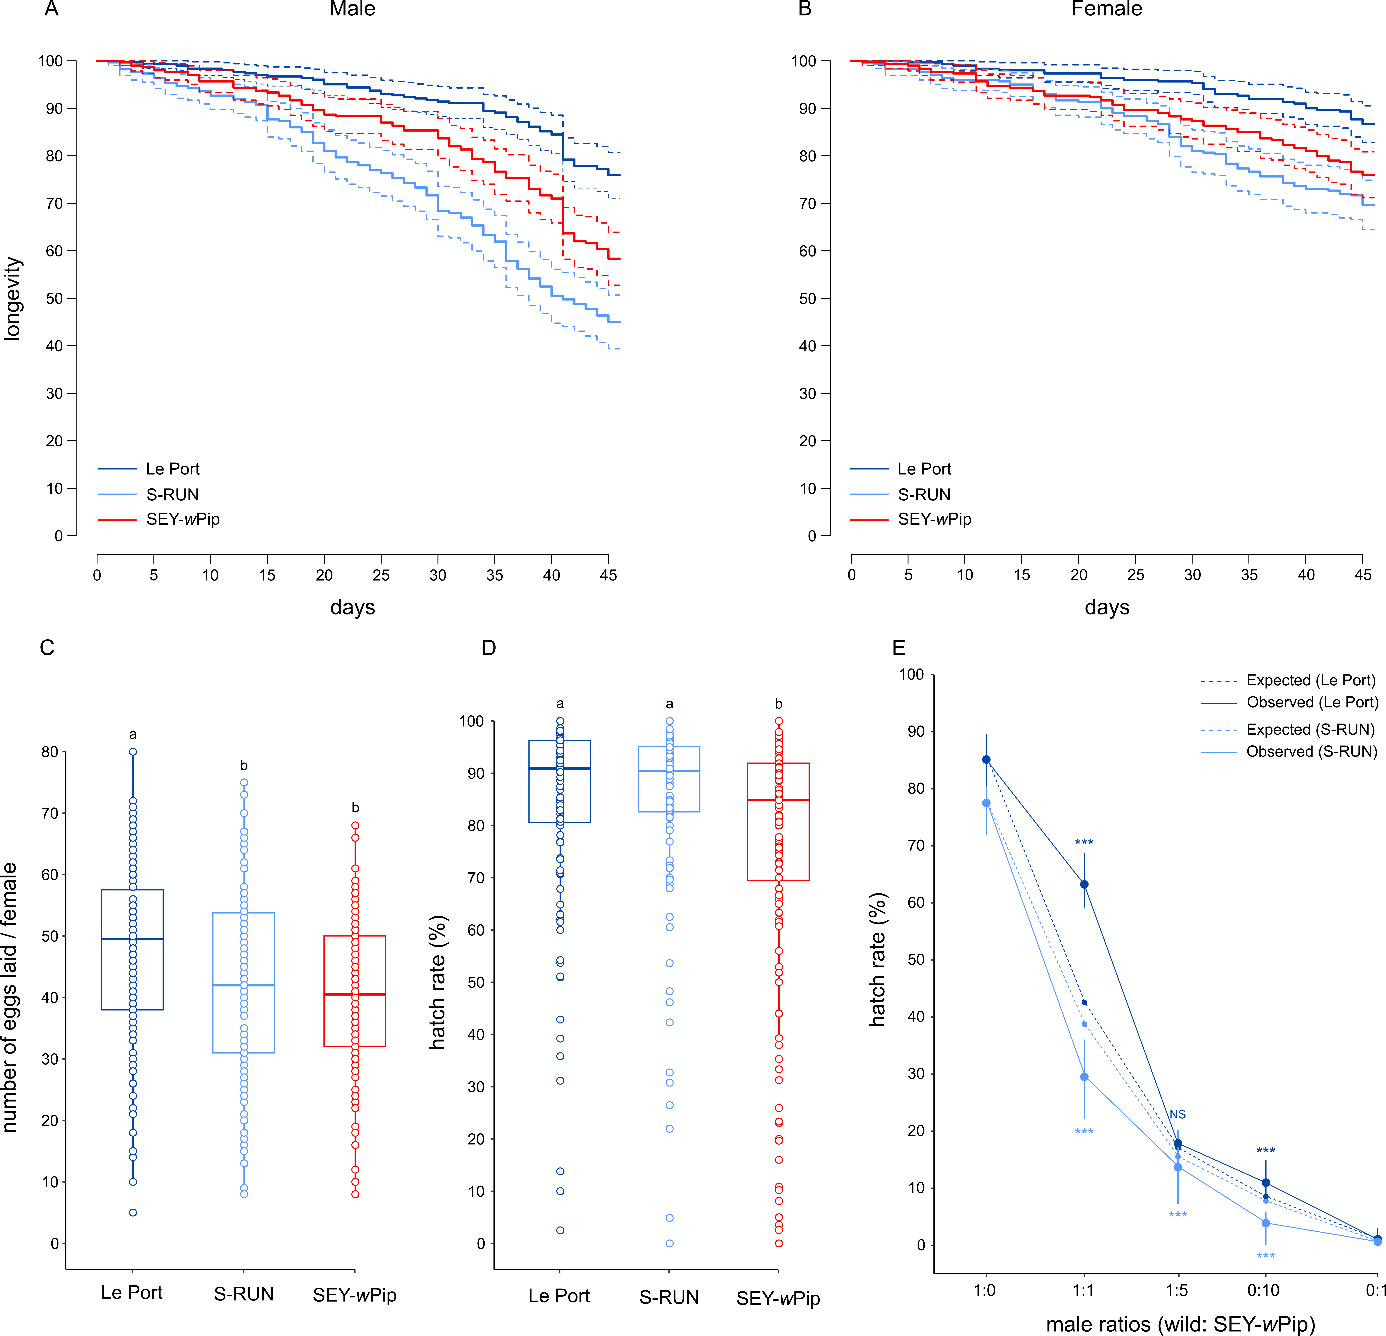 A
Male
B
Female
100
90
80
70
60
50
40
30
20
10
0
longevity
Le Port
S-RUN
SEY-wPip
0 5 10 15 20 25 30 35 40 45
days
100
90
80
70
60
50
40
30
20
10
0
Le Port
S-RUN
SEY-wPip
0 5 10 15 20 25 30 35 40 45
days
C
80
70
60
50
40
30
20
10
0
number of eggs laid / female
a
b
b
Le Port S-RUN SEY-wPip
D
100
90
80
70
60
50
40
30
20
10
0
hatch rate (%)
a
a
b
Le Port S-RUN SEY-wPip
E
100
90
80
70
60
50
40
30
20
10
0
hatch rate (%)
Expected (Le Port)
Observed (Le Port)
Expected (S-RUN)
Observed (S-RUN)
***
***
NS
***
***
***
1:0 1:1 1:5 0:10 0:1
male ratios (wild: SEY-wPip)